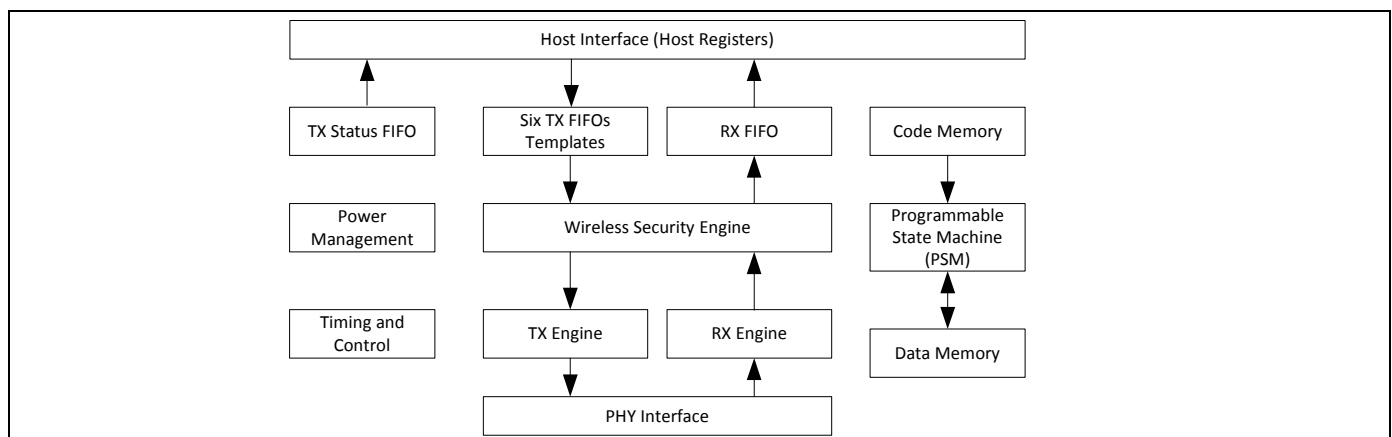 Host Interface (Host Registers)
TX Status FIFO
Six TX FIFOs
Templates
RX FIFO
Code Memory
Power
Management
Wireless Security Engine
Programmable
State Machine
(PSM)
Timing and
Control
TX Engine
RX Engine
Data Memory
PHY Interface